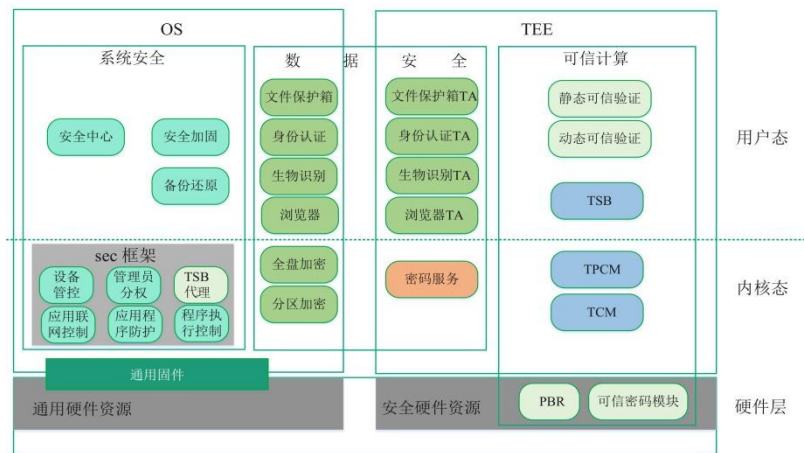 OS
TEE
系统安全
数 据 安 全
可信计算
文件保护箱
文件保护箱TA
静态可信验证
安全中心
安全加固
身份认证
身份认证TA
动态可信验证
用户态
备份还原
生物识别
生物识别TA
浏览器
浏览器TA
TSB
sec 框架
设备
管控
管理员
分权
TSB
代理
应用联
网控制
应用程
序防护
程序执
行控制
全盘加密
分区加密
密码服务
TPCM
TCM
内核态
通用固件
通用硬件资源
安全硬件资源
PBR
可信密码模块
硬件层